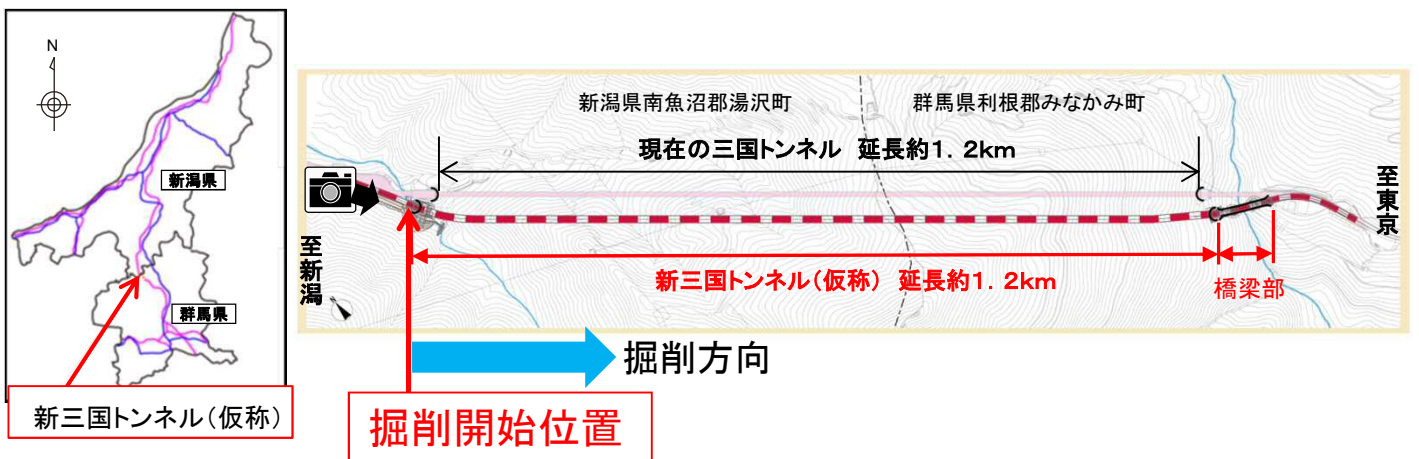 N
新潟県
群馬県
新三国トンネル(仮称)
新潟県南魚沼郡湯沢町
群馬県利根郡みなかみ町
現在の三国トンネル 延長約1.2km
至新潟
至東京
新三国トンネル(仮称) 延長約1.2km
橋梁部
掘削方向
掘削開始位置